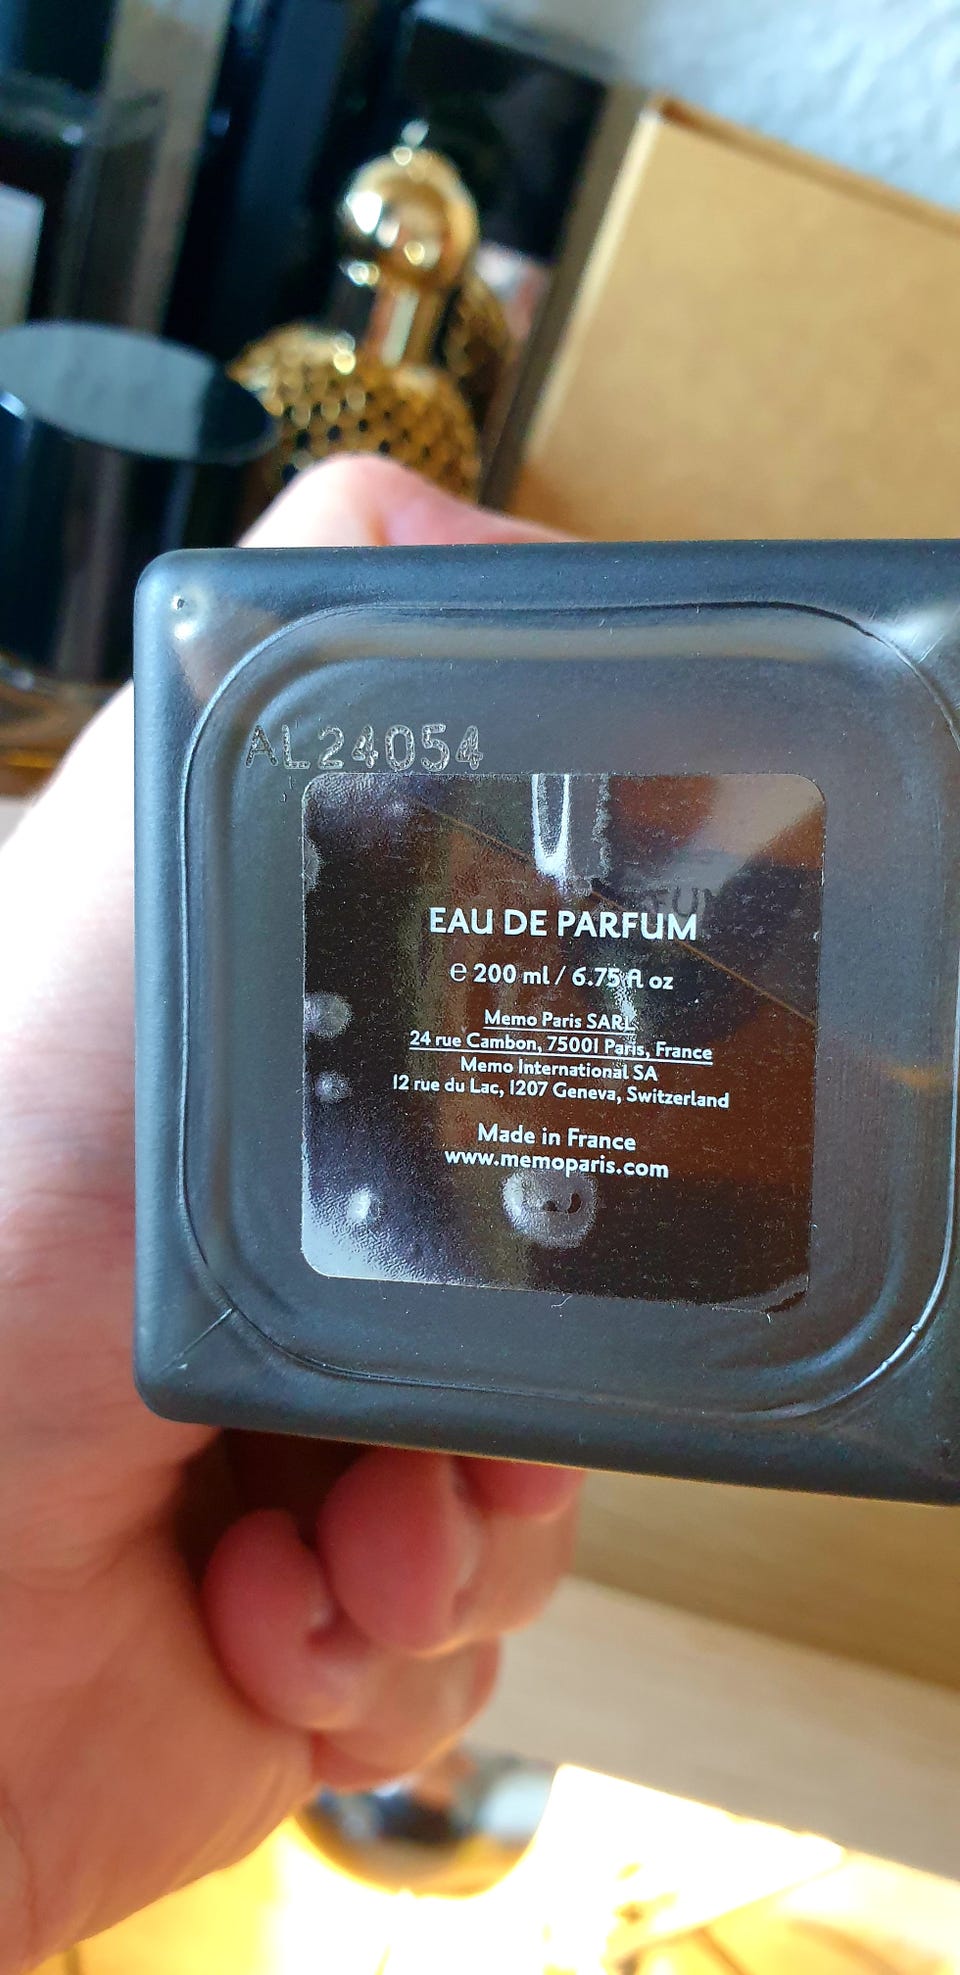 AL24054
EAU DE PARFUM
℮ 200 ml / 6.75 fl oz
Memo Paris SARL
24 rue Cambon, 75001 Paris, France
Memo International SA
12 rue du Lac, 1207 Geneva, Switzerland
Made in France
www.memoparis.com